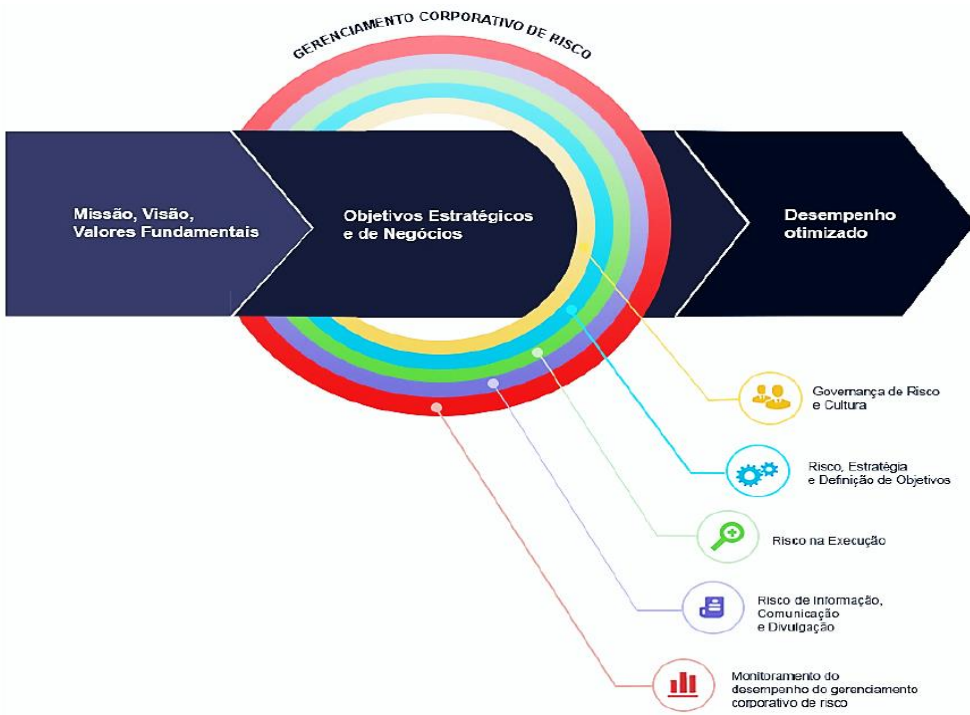 GERENCIAMENTO CORPORATIVO DE RISCO
Missão, Visão,
Valores Fundamentais
Objetivos Estratégicos
e de Negócios
Desempenho
otimizado
Governança de Risco
e Cultura
Risco, Estratégia
e Definição de Objetivos
Risco na Execução
Risco de Informação,
Comunicação
e Divulgação
Monitoramento do
desempenho do gerenciamento
corporativo de risco